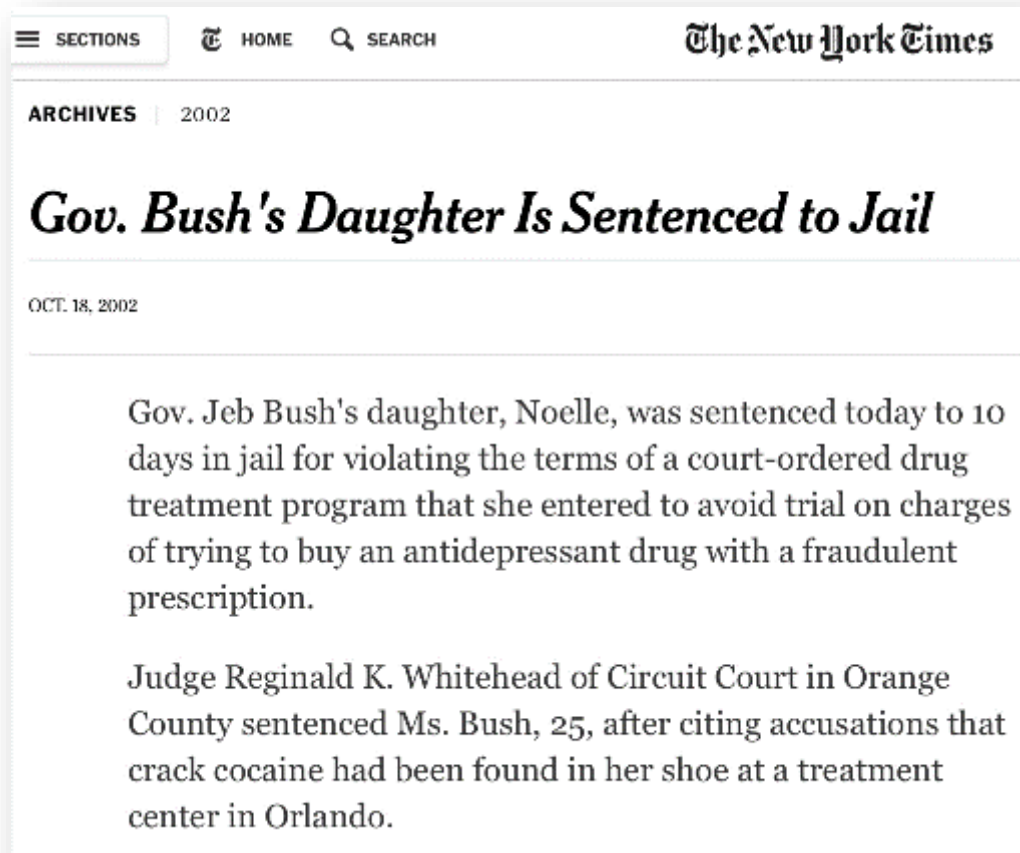 SECTIONS HOME SEARCH The New York Times
ARCHIVES 2002
Gov. Bush's Daughter Is Sentenced to Jail
OCT. 18, 2002
Gov. Jeb Bush's daughter, Noelle, was sentenced today to 10
days in jail for violating the terms of a court-ordered drug
treatment program that she entered to avoid trial on charges
of trying to buy an antidepressant drug with a fraudulent
prescription.
Judge Reginald K. Whitehead of Circuit Court in Orange
County sentenced Ms. Bush, 25, after citing accusations that
crack cocaine had been found in her shoe at a treatment
center in Orlando.